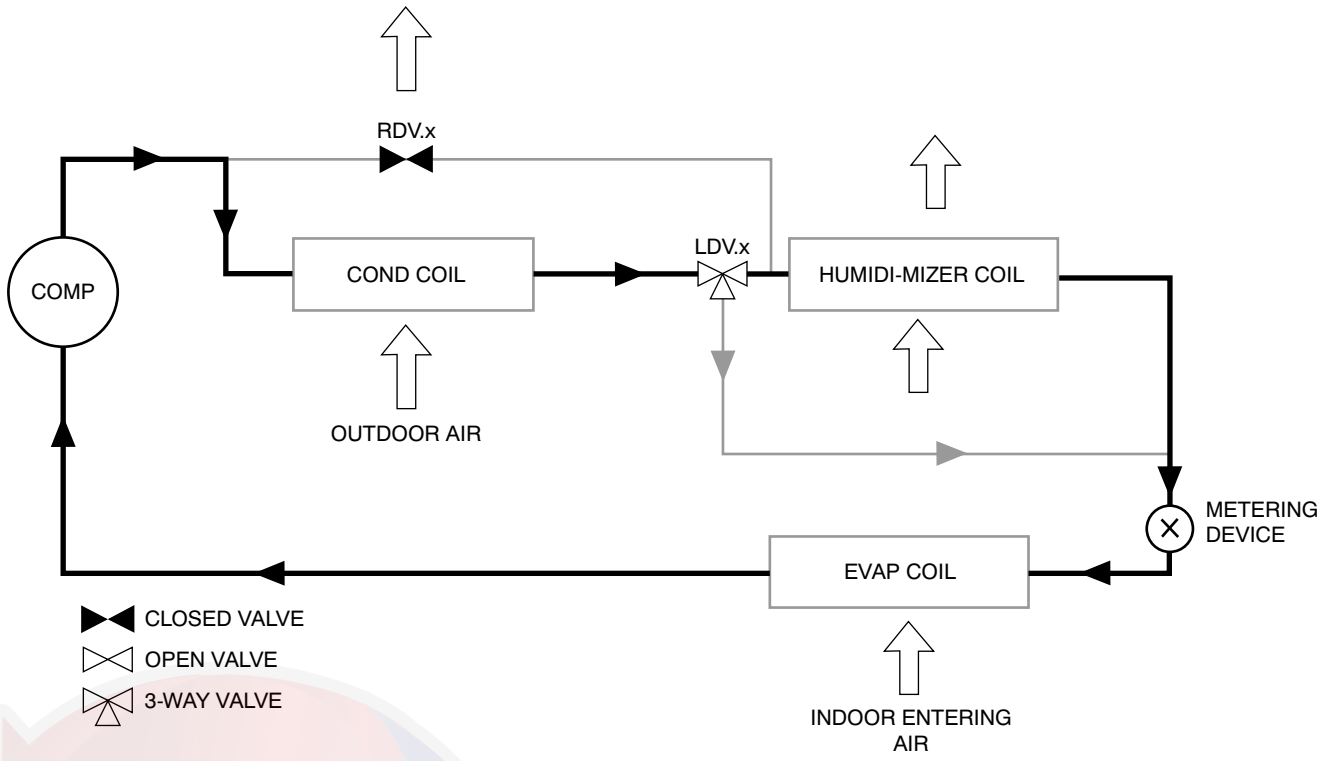 RDV.x
LDV.x
COMP
COND COIL
HUMIDI-MIZER COIL
OUTDOOR AIR
METERING
DEVICE
EVAP COIL
CLOSED VALVE
OPEN VALVE
3-WAY VALVE
INDOOR ENTERING
AIR